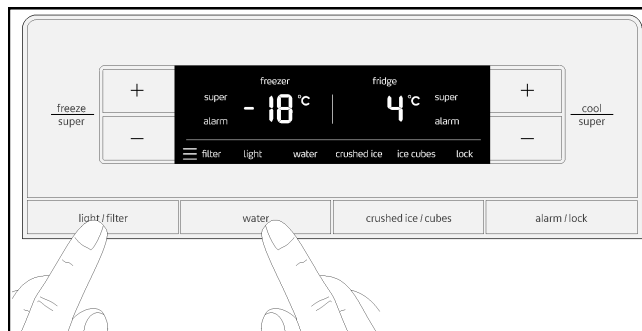 freezer
fridge
super
- 18 °C
4 °C
super
alarm
alarm
freeze
super
+
−
+
−
cool
super
filter light water crushed ice ice cubes lock
light / filter water crushed ice / cubes alarm / lock